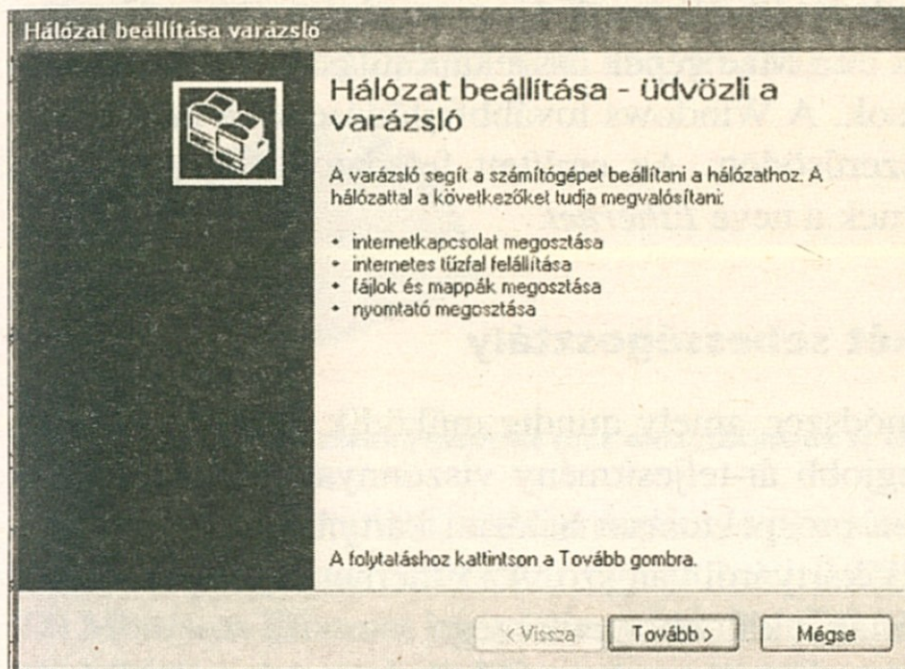 Hálózat beállítása varázsló
Hálózat beállítása - üdvözli a
varázsló
A varázsló segít a számítógépet beállítani a hálózathoz. A
hálózattal a következőket tudja megvalósítani:
• internetkapcsolat megosztása
• internetes tűzfal felállítása
• fájlok és mappák megosztása
• nyomtató megosztása
A folytatáshoz kattintson a Tovább gombra.
< Vissza
Tovább >
Mégse